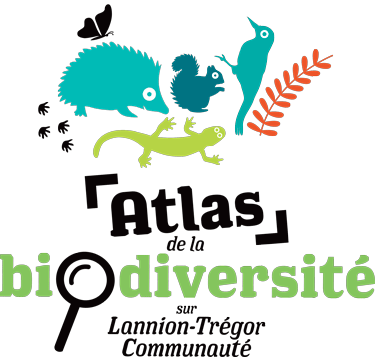 Atlas
de la
biodiversité
sur
Lannion-Trégor
Communauté